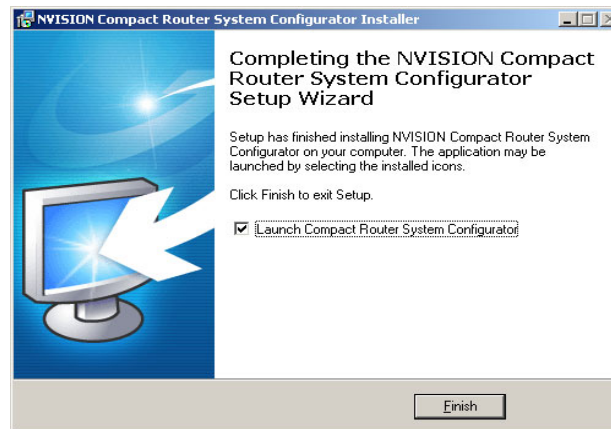 NVISION Compact Router System Configurator Installer
Completing the NVISION Compact
Router System Configurator
Setup Wizard
Setup has finished installing NVISION Compact Router System
Configurator on your computer. The application may be
launched by selecting the installed icons.
Click Finish to exit Setup.
Launch Compact Router System Configurator
Finish